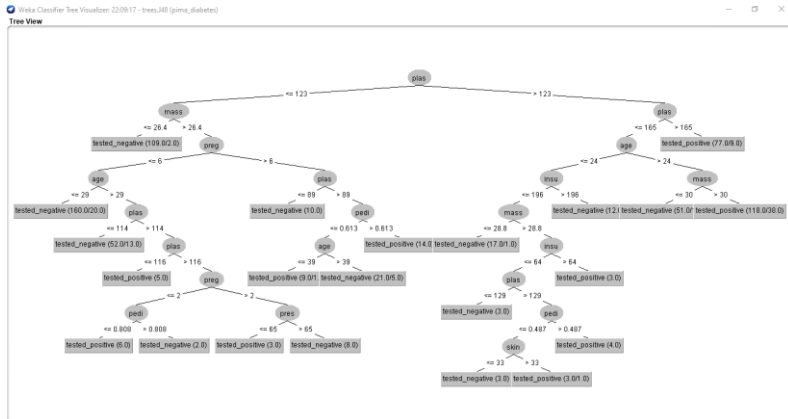 Weka Classifier Tree Visualizer: 22:09:17 - trees.J48 (pima_diabetes)
Tree View
plas
<= 123 > 123
mass plas
<= 26.4 > 26.4 <= 165 > 165
tested_negative (109.0/2.0) preg age tested_positive (77.0/9.0)
<= 6 > 6 <= 24 > 24
age plas insu mass
<= 29 > 29 <= 89 > 89 <= 196 > 196 <= 30 > 30
tested_negative (160.0/20.0) plas tested_negative (10.0) pedi mass tested_negative (12. tested_negative (51.0/ tested_positive (118.0/38.0)
<= 114 > 114 <= 0.613 > 0.613 <= 28.8 > 28.8
tested_negative (52.0/13.0) plas age tested_positive (14.0 tested_negative (17.0/1.0) insu
<= 116 > 116 <= 39 > 39 <= 64 > 64
tested_positive (5.0) preg tested_positive (9.0/1 tested_negative (21.0/5.0) plas tested_positive (3.0)
<= 2 > 2 <= 129 > 129
pedi pres tested_negative (3.0) pedi
<= 0.808 > 0.808 <= 65 > 65 <= 0.487 > 0.487
tested_positive (6.0) tested_negative (2.0) tested_positive (3.0) tested_negative (8.0) skin tested_positive (4.0)
<= 33 > 33
tested_negative (3.0) tested_positive (3.0/1.0)